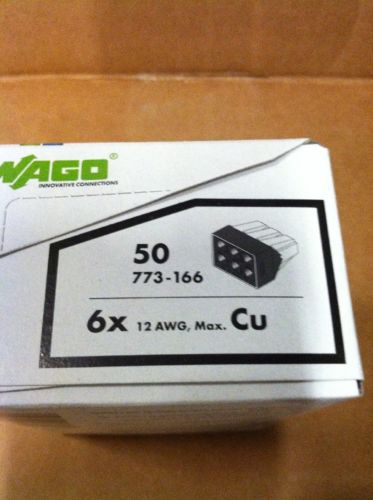 WAGO®
INNOVATIVE CONNECTIONS
50
773-166
6x 12 AWG, Max. Cu